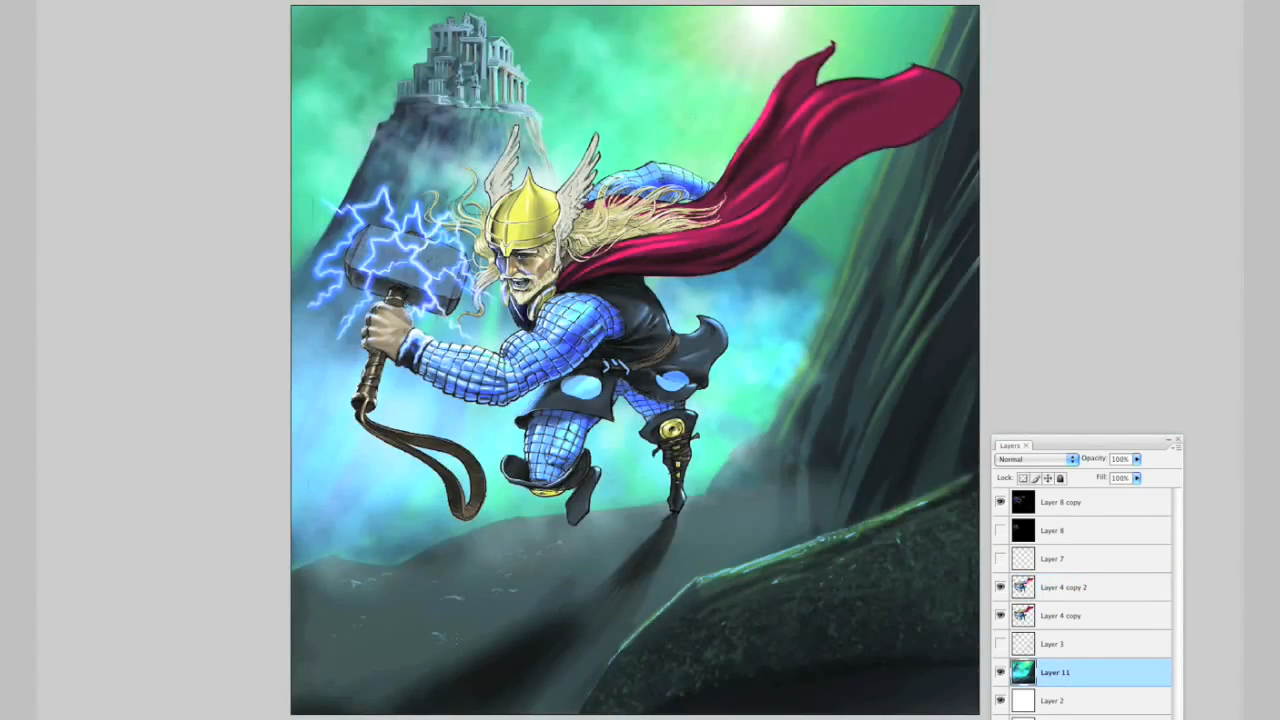 Layers
Normal Opacity: 100%
Lock: Fill: 100%
Layer 8 copy
Layer 8
Layer 7
Layer 4 copy 2
Layer 4 copy
Layer 3
Layer 11
Layer 2